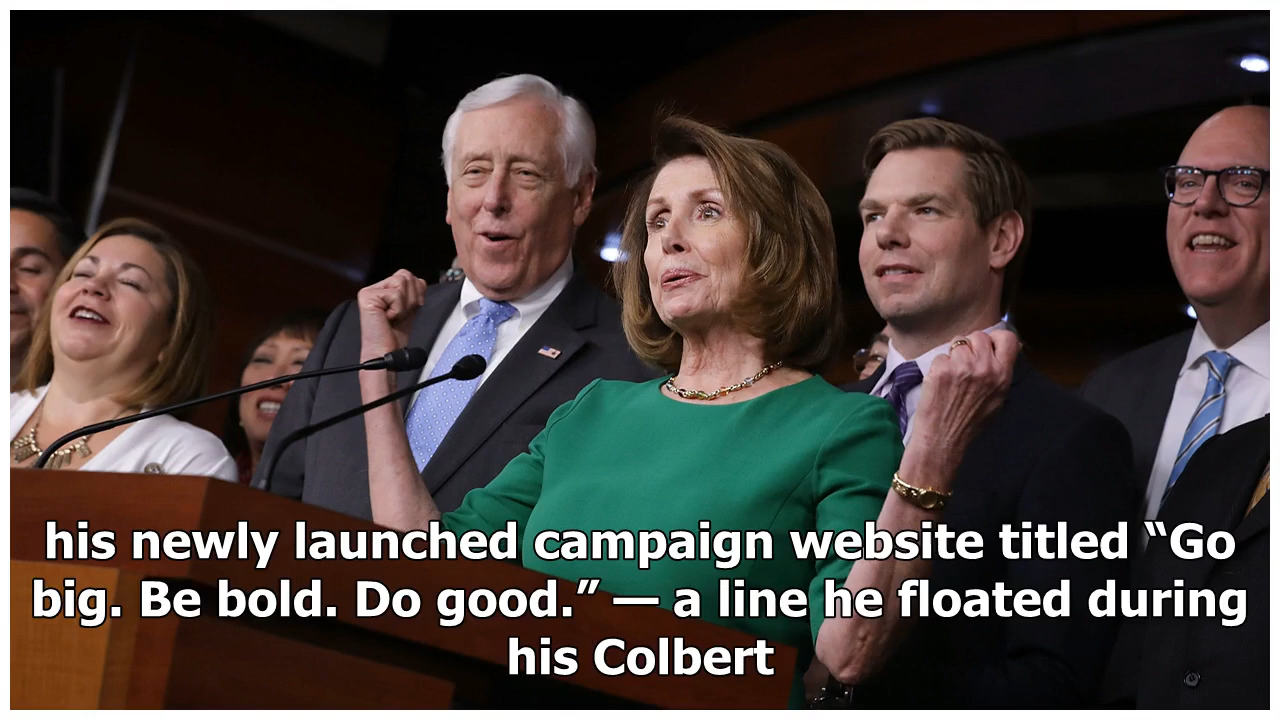 his newly launched campaign website titled “Go
big. Be bold. Do good.” — a line he floated during
his Colbert